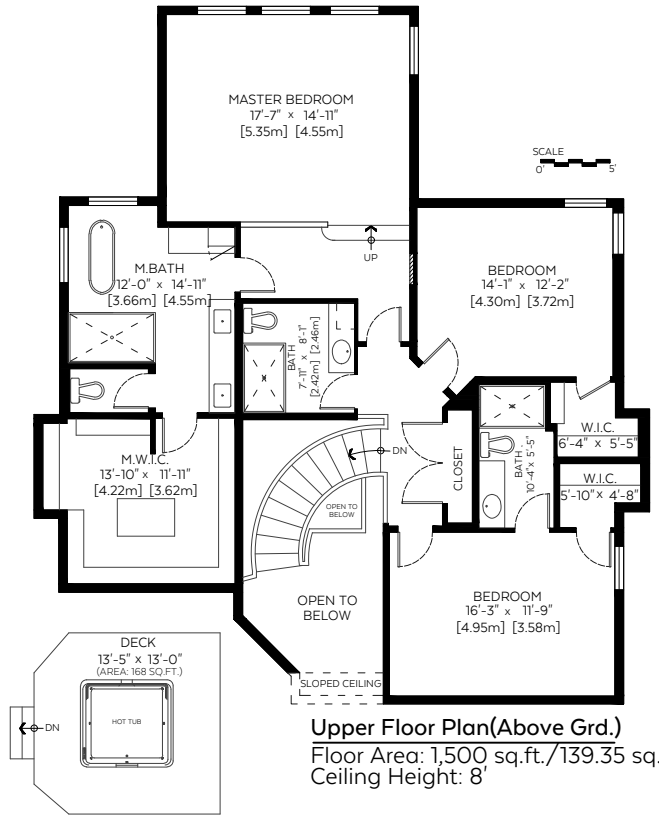 MASTER BEDROOM
17'-7" x 14'-11"
[5.35m] [4.55m]
SCALE
0' 5'
UP
M.BATH
12'-0" x 14'-11"
[3.66m] [4.55m]
BEDROOM
14'-1" x 12'-2"
[4.30m] [3.72m]
BATH
7'-11" x 8'-1"
[2.42m] [2.46m]
W.I.C.
6'-4" x 5'-5"
M.W.I.C.
13'-10" x 11'-11"
[4.22m] [3.62m]
DN
CLOSET
BATH
10'-4" x 5'-5"
W.I.C.
5'-10" x 4'-8"
OPEN TO
BELOW
OPEN TO
BELOW
BEDROOM
16'-3" x 11'-9"
[4.95m] [3.58m]
SLOPED CEILING
DECK
13'-5" x 13'-0"
(AREA: 168 SQ.FT.)
HOT TUB
DN
Upper Floor Plan(Above Grd.)
Floor Area: 1,500 sq.ft./139.35 sq.
Ceiling Height: 8'